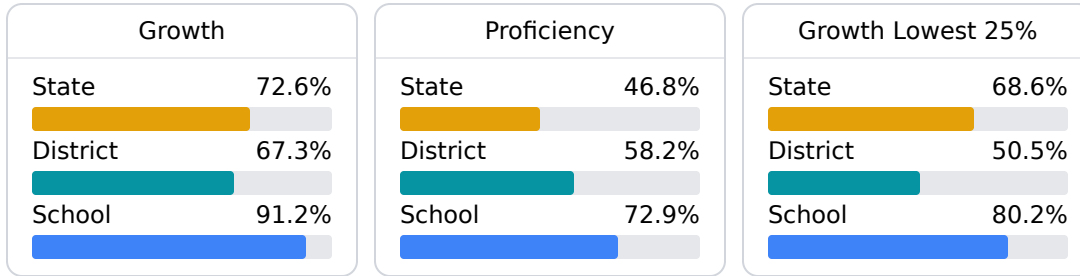 Growth
State 72.6%
District 67.3%
School 91.2%
Proficiency
State 46.8%
District 58.2%
School 72.9%
Growth Lowest 25%
State 68.6%
District 50.5%
School 80.2%